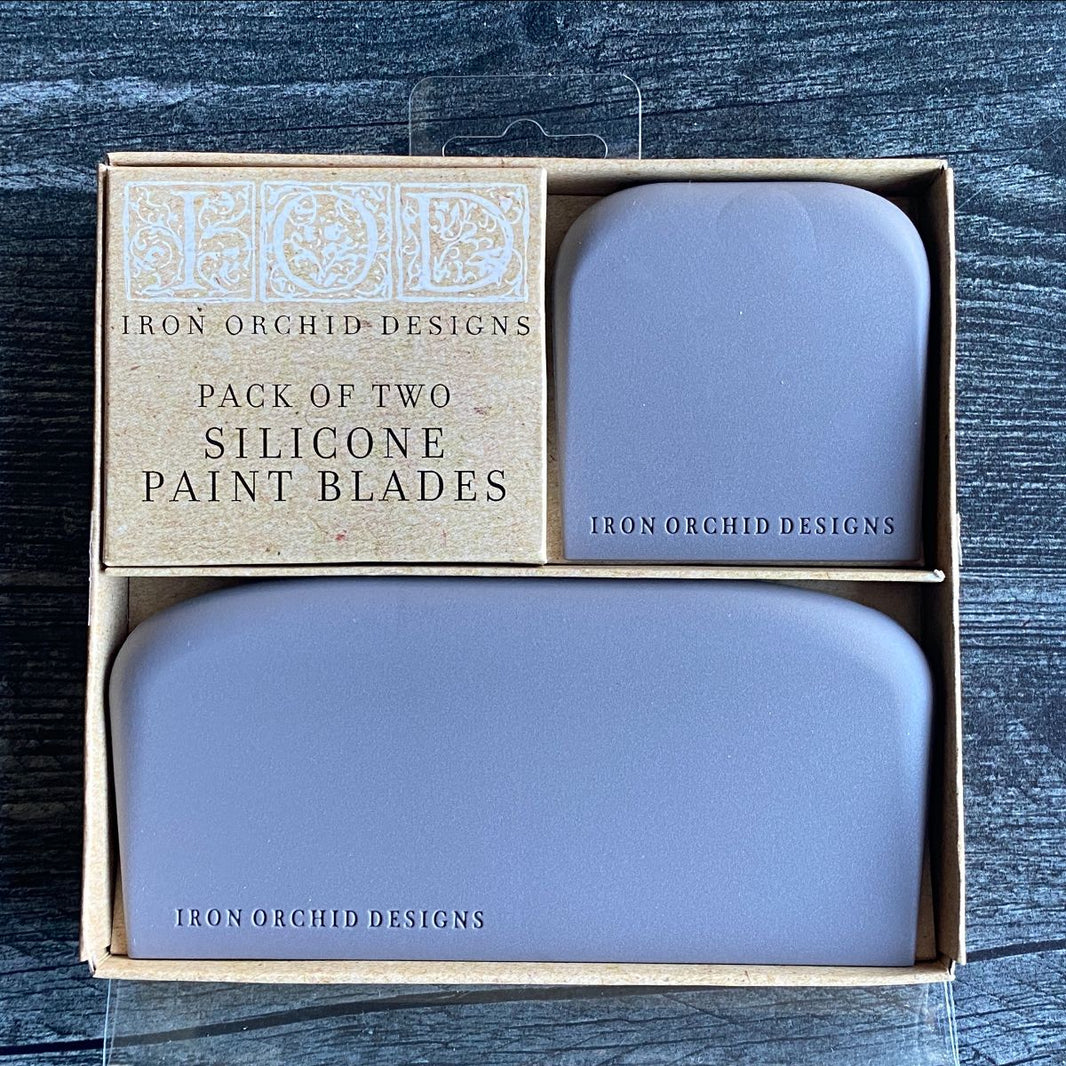 IOD
IRON ORCHID DESIGNS
PACK OF TWO
SILICONE
PAINT BLADES
IRON ORCHID DESIGNS
IRON ORCHID DESIGNS